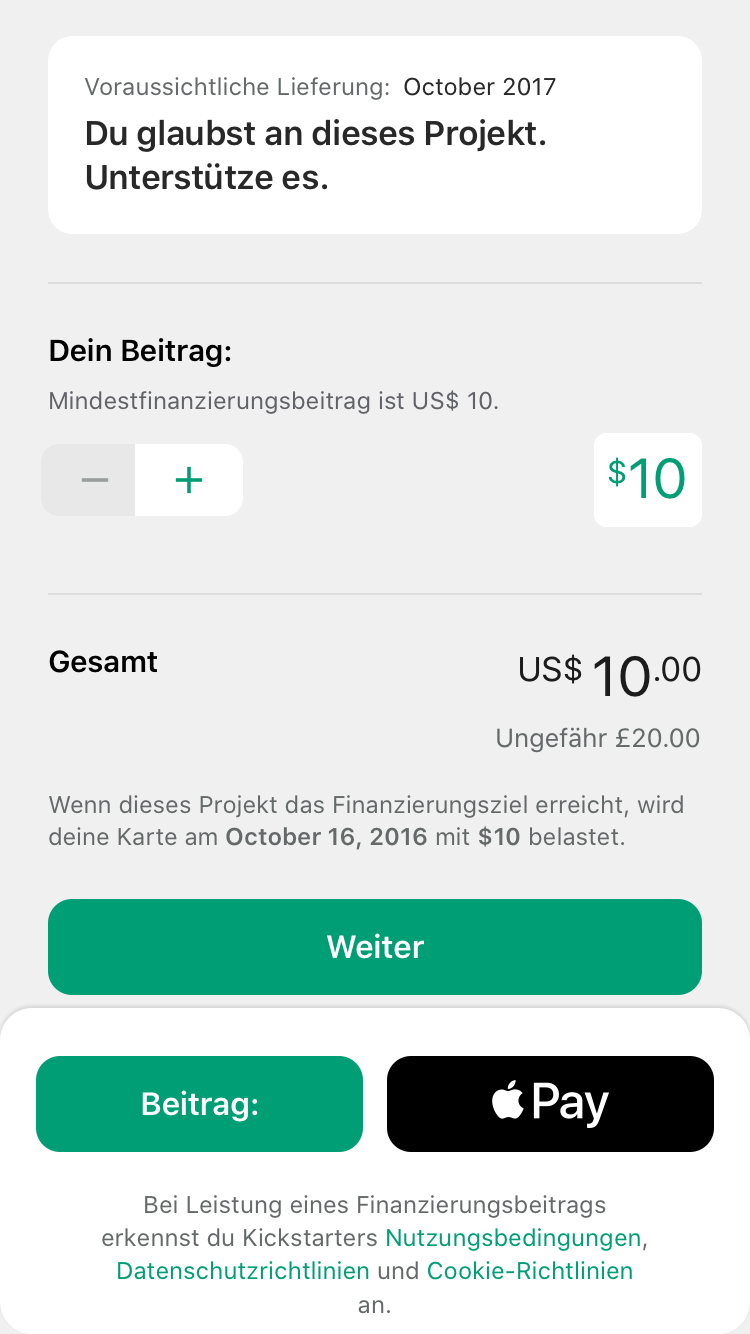 Voraussichtliche Lieferung: October 2017
Du glaubst an dieses Projekt.
Unterstütze es.
Dein Beitrag:
Mindestfinanzierungsbeitrag ist US$ 10.
− +
$10
Gesamt
US$ 10.00
Ungefähr £20.00
Wenn dieses Projekt das Finanzierungsziel erreicht, wird
deine Karte am October 16, 2016 mit $10 belastet.
Weiter
Beitrag:
Pay
Bei Leistung eines Finanzierungsbeitrags
erkennst du Kickstarters Nutzungsbedingungen,
Datenschutzrichtlinien und Cookie-Richtlinien
an.